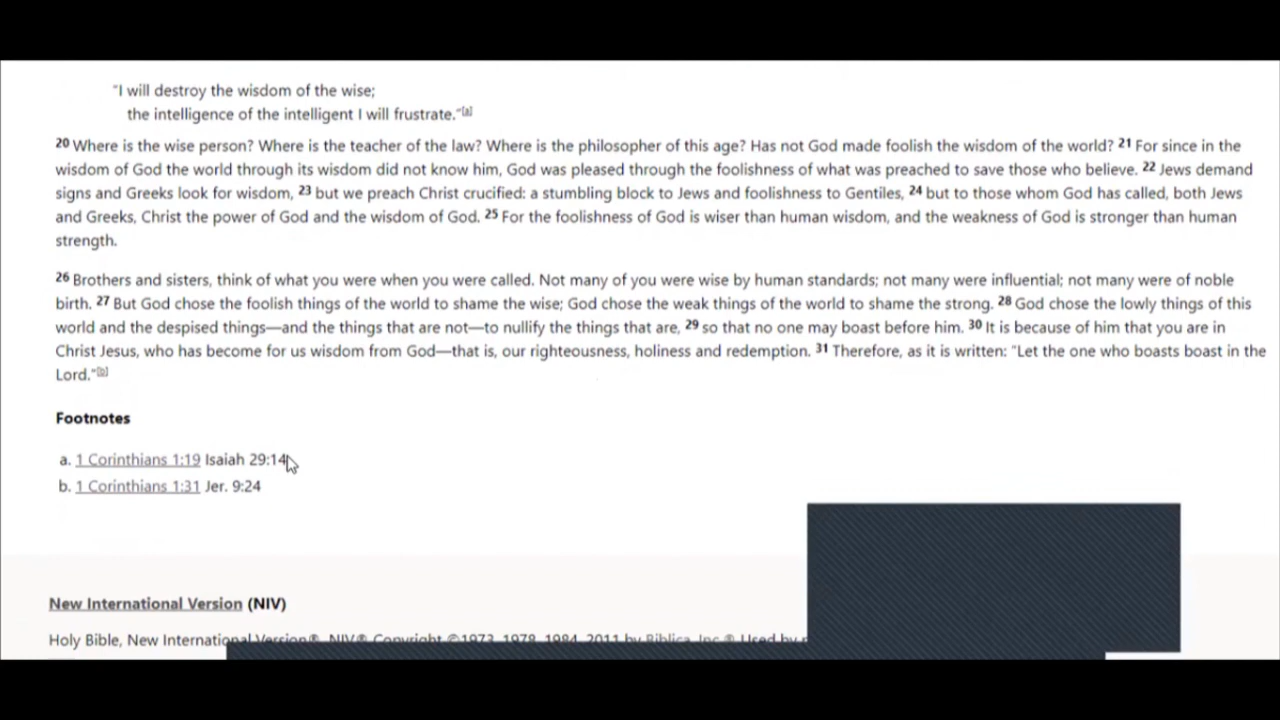 "I will destroy the wisdom of the wise;
the intelligence of the intelligent I will frustrate."[a]
20 Where is the wise person? Where is the teacher of the law? Where is the philosopher of this age? Has not God made foolish the wisdom of the world? 21 For since in the
wisdom of God the world through its wisdom did not know him, God was pleased through the foolishness of what was preached to save those who believe. 22 Jews demand
signs and Greeks look for wisdom, 23 but we preach Christ crucified: a stumbling block to Jews and foolishness to Gentiles, 24 but to those whom God has called, both Jews
and Greeks, Christ the power of God and the wisdom of God. 25 For the foolishness of God is wiser than human wisdom, and the weakness of God is stronger than human
strength.
26 Brothers and sisters, think of what you were when you were called. Not many of you were wise by human standards; not many were influential; not many were of noble
birth. 27 But God chose the foolish things of the world to shame the wise; God chose the weak things of the world to shame the strong. 28 God chose the lowly things of this
world and the despised things—and the things that are not—to nullify the things that are, 29 so that no one may boast before him. 30 It is because of him that you are in
Christ Jesus, who has become for us wisdom from God—that is, our righteousness, holiness and redemption. 31 Therefore, as it is written: "Let the one who boasts boast in the
Lord."[b]
Footnotes
a. 1 Corinthians 1:19 Isaiah 29:14
b. 1 Corinthians 1:31 Jer. 9:24
New International Version (NIV)
Holy Bible, New International Version®, NIV® Copyright ©1973, 1978, 1984, 2011 by Biblica, Inc.® Used by